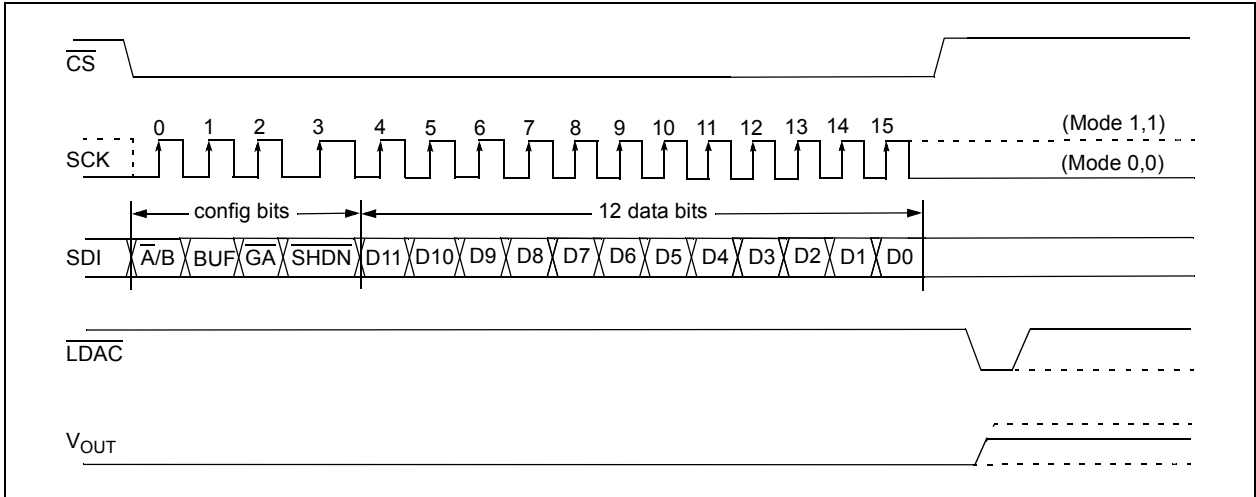 CS
0 1 2 3 4 5 6 7 8 9 10 11 12 13 14 15
(Mode 1,1)
SCK
(Mode 0,0)
config bits
12 data bits
SDI
A/B BUF GA SHDN D11 D10 D9 D8 D7 D6 D5 D4 D3 D2 D1 D0
LDAC
VOUT